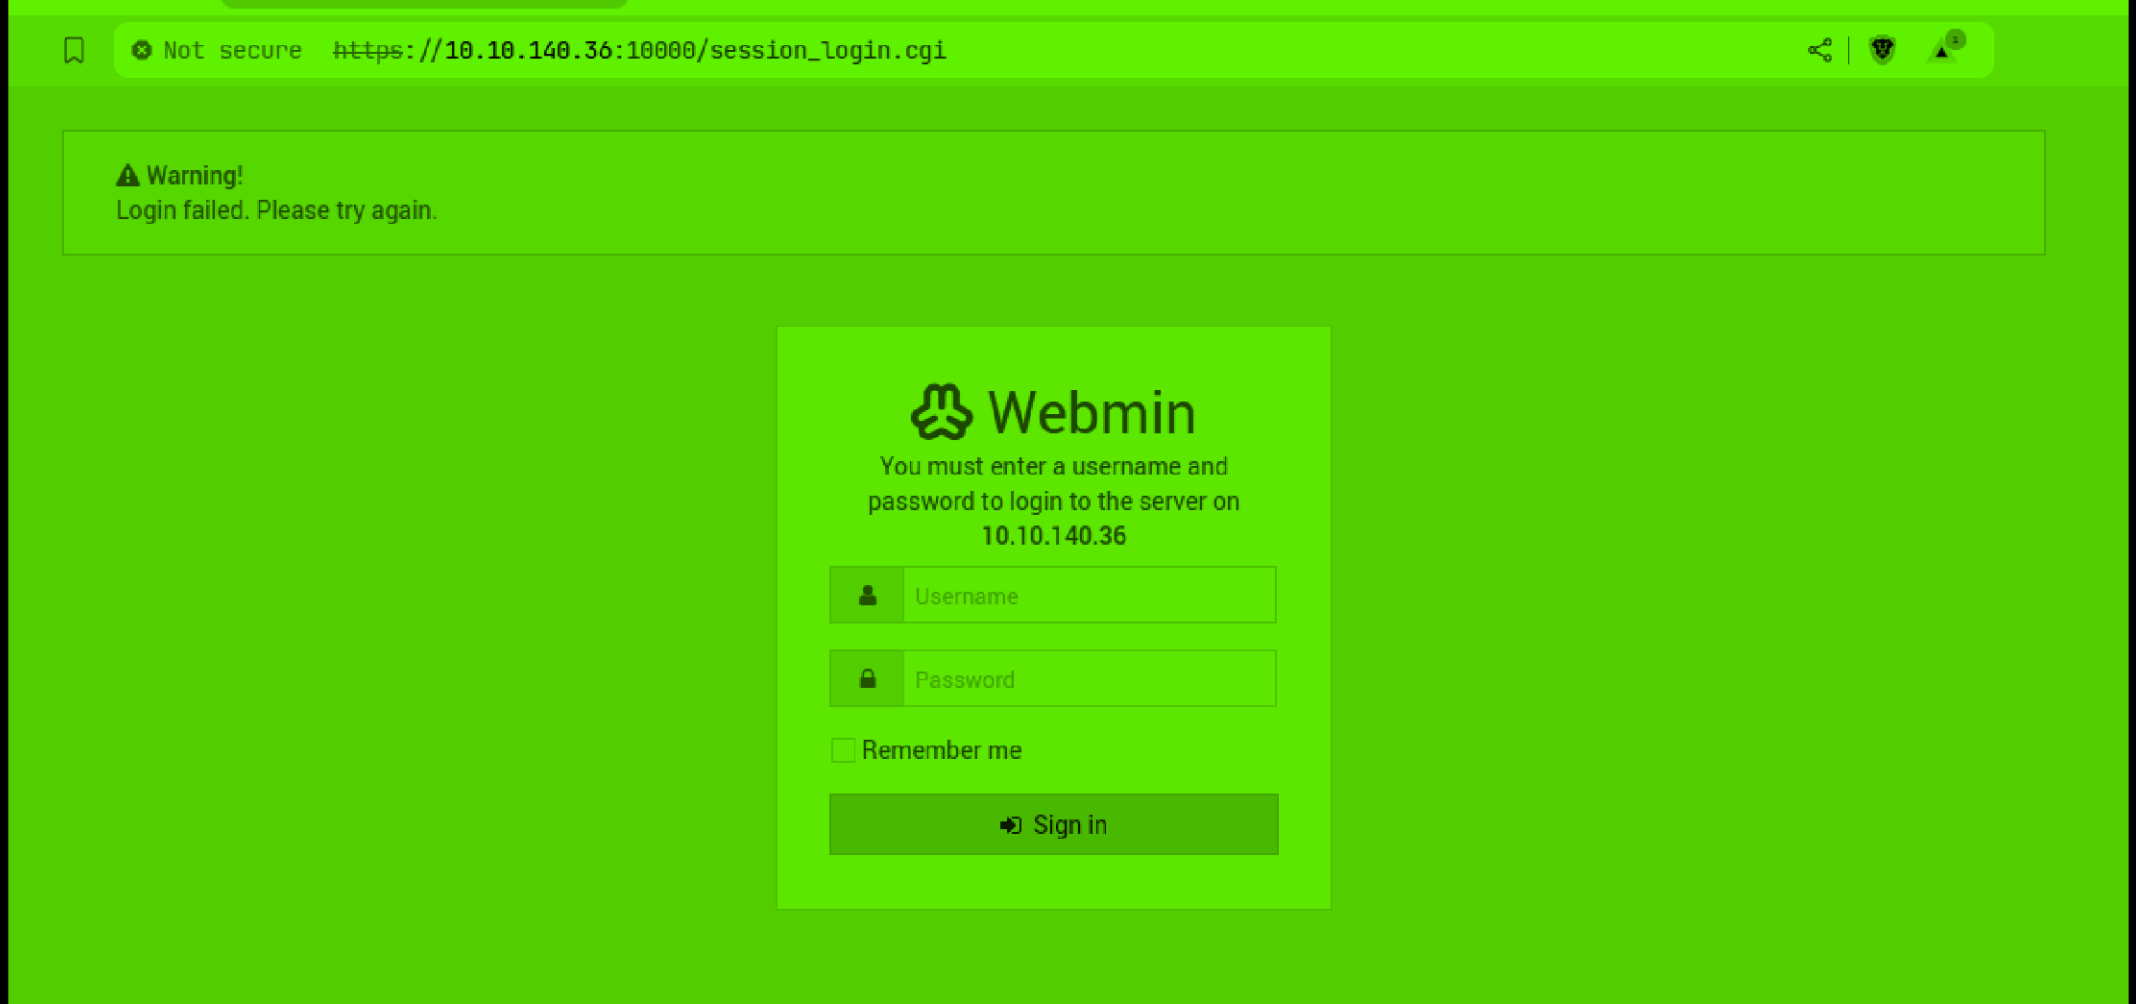 Not secure https://10.10.140.36:10000/session_login.cgi
1
Warning!
Login failed. Please try again.
Webmin
You must enter a username and
password to login to the server on
10.10.140.36
Username
Password
Remember me
Sign in